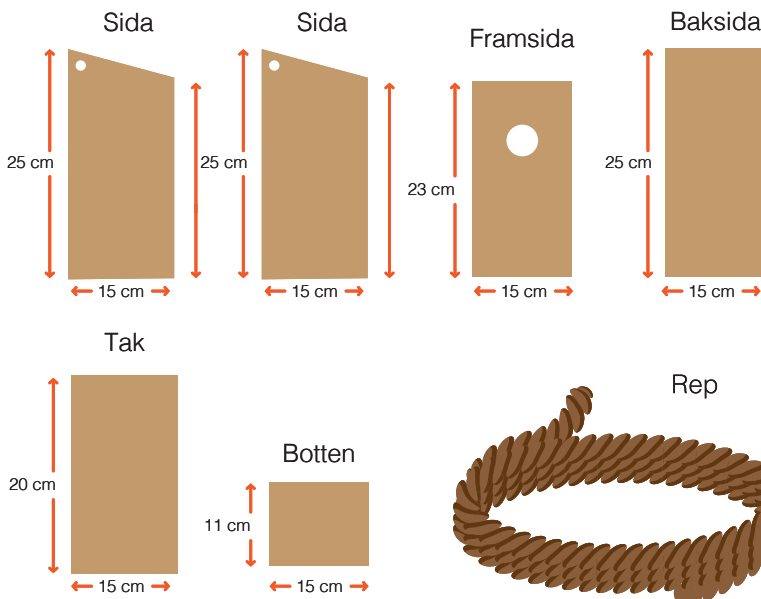 Sida
Sida
Framsida
Baksida
25 cm
25 cm
23 cm
25 cm
15 cm
15 cm
15 cm
15 cm
Tak
Rep
Botten
20 cm
11 cm
15 cm
15 cm